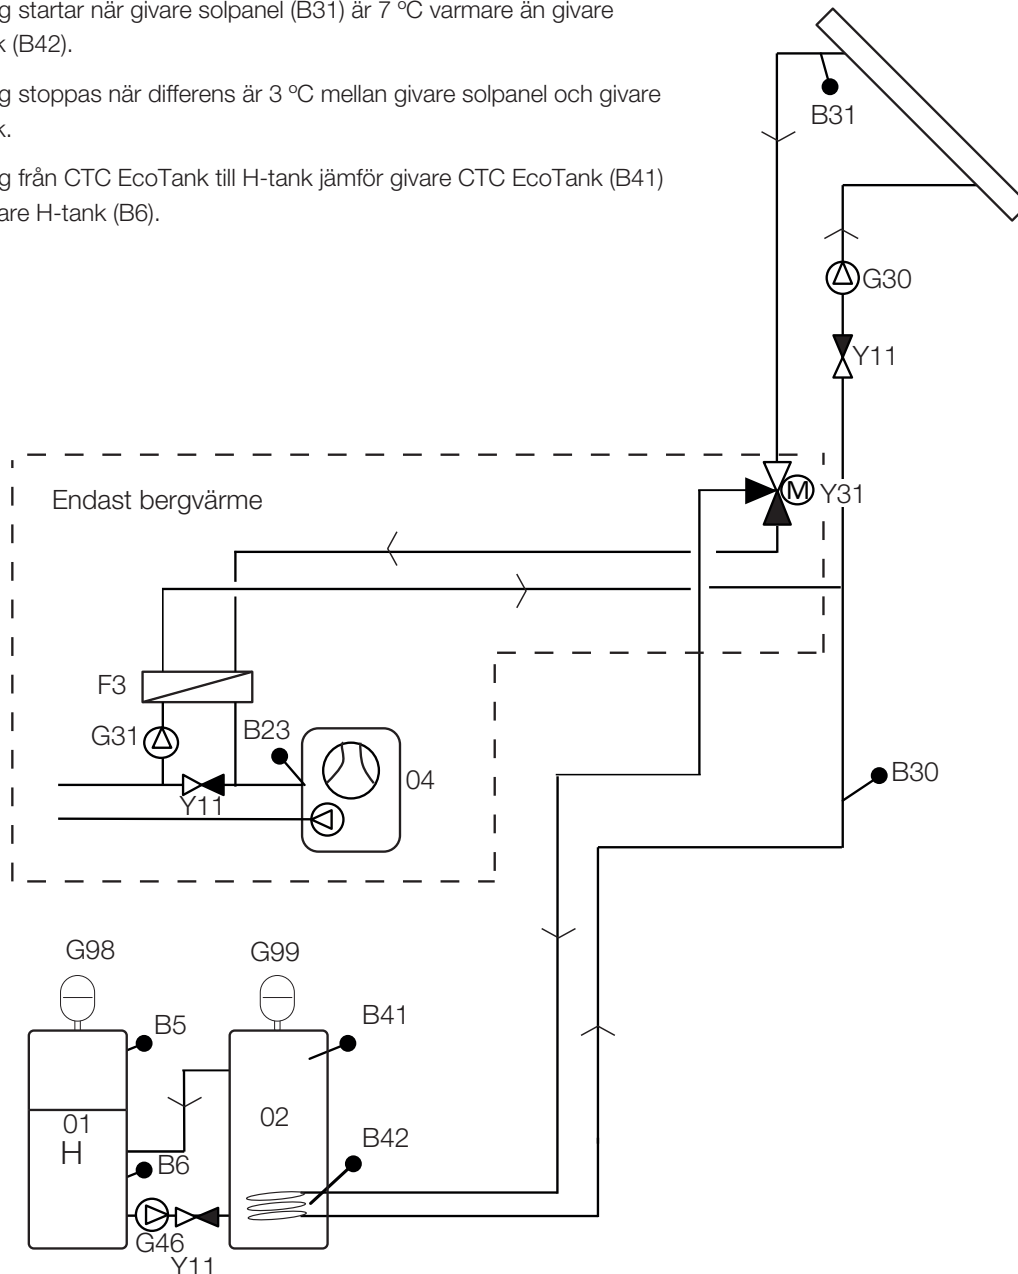 g startar när givare solpanel (B31) är 7 ºC varmare än givare
k (B42).
g stoppas när differens är 3 ºC mellan givare solpanel och givare
k.
g från CTC EcoTank till H-tank jämför givare CTC EcoTank (B41)
are H-tank (B6).
B31
G30
Y11
Endast bergvärme
M
Y31
F3
G31
B23
04
Y11
B30
G98
G99
B5
B41
01
H
02
B42
B6
G46
Y11